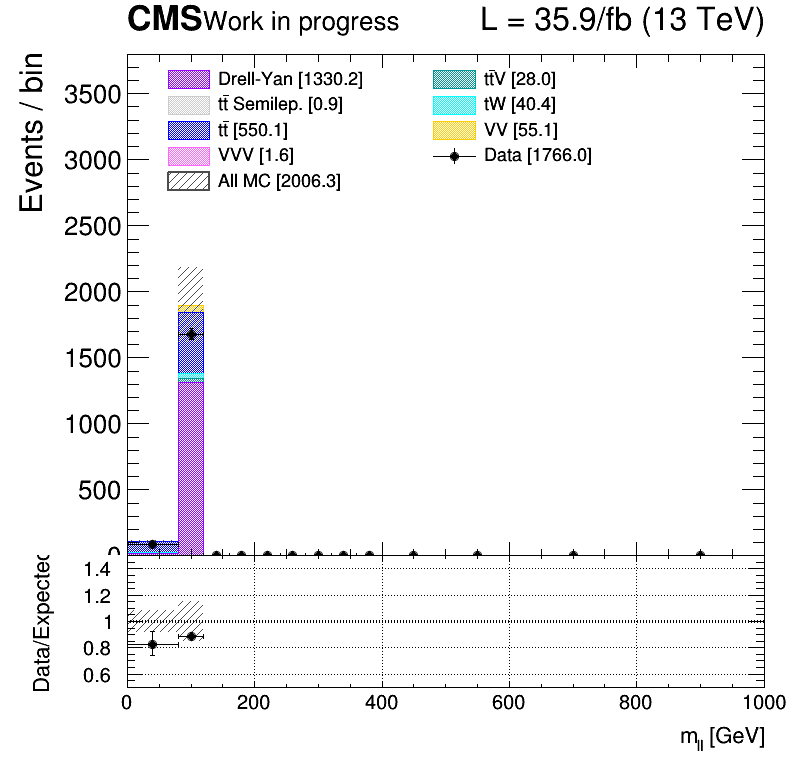 CMS Work in progress L = 35.9/fb (13 TeV)
Events / bin
3500
3000
2500
2000
1500
1000
500
0
Drell-Yan [1330.2]
tt̄ Semilep. [0.9]
tt̄ [550.1]
VVV [1.6]
All MC [2006.3]
tt̄V [28.0]
tW [40.4]
VV [55.1]
Data [1766.0]
Data/Expected
1.4
1.2
1
0.8
0.6
0 200 400 600 800 1000
m_ll [GeV]